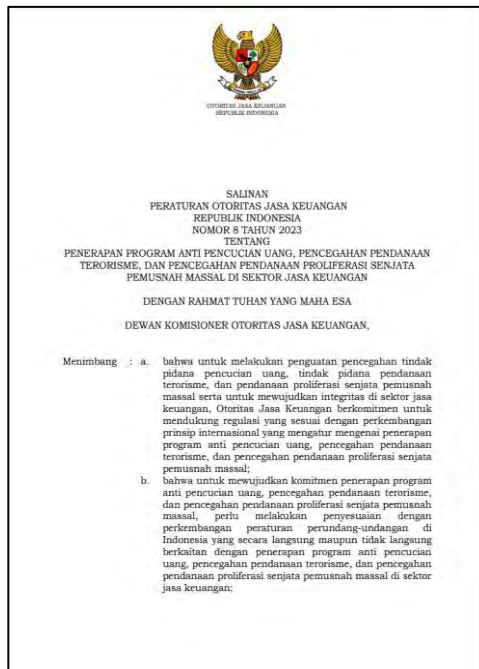 OTORITAS JASA KEUANGAN
REPUBLIK INDONESIA
SALINAN
PERATURAN OTORITAS JASA KEUANGAN
REPUBLIK INDONESIA
NOMOR 8 TAHUN 2023
TENTANG
PENERAPAN PROGRAM ANTI PENCUCIAN UANG, PENCEGAHAN PENDANAAN
TERORISME, DAN PENCEGAHAN PENDANAAN PROLIFERASI SENJATA
PEMUSNAH MASSAL DI SEKTOR JASA KEUANGAN
DENGAN RAHMAT TUHAN YANG MAHA ESA
DEWAN KOMISIONER OTORITAS JASA KEUANGAN,
Menimbang : a. bahwa untuk melakukan penguatan pencegahan tindak
pidana pencucian uang, tindak pidana pendanaan
terorisme, dan pendanaan proliferasi senjata pemusnah
massal serta untuk mewujudkan integritas di sektor jasa
keuangan, Otoritas Jasa Keuangan berkomitmen untuk
mendukung regulasi yang sesuai dengan perkembangan
prinsip internasional yang mengatur mengenai penerapan
program anti pencucian uang, pencegahan pendanaan
terorisme, dan pencegahan pendanaan proliferasi senjata
pemusnah massal;
b. bahwa untuk mewujudkan komitmen penerapan program
anti pencucian uang, pencegahan pendanaan terorisme,
dan pencegahan pendanaan proliferasi senjata pemusnah
massal, perlu melakukan penyesuaian dengan
perkembangan peraturan perundang-undangan di
Indonesia yang secara langsung maupun tidak langsung
berkaitan dengan penerapan program anti pencucian
uang, pencegahan pendanaan terorisme, dan pencegahan
pendanaan proliferasi senjata pemusnah massal di sektor
jasa keuangan;